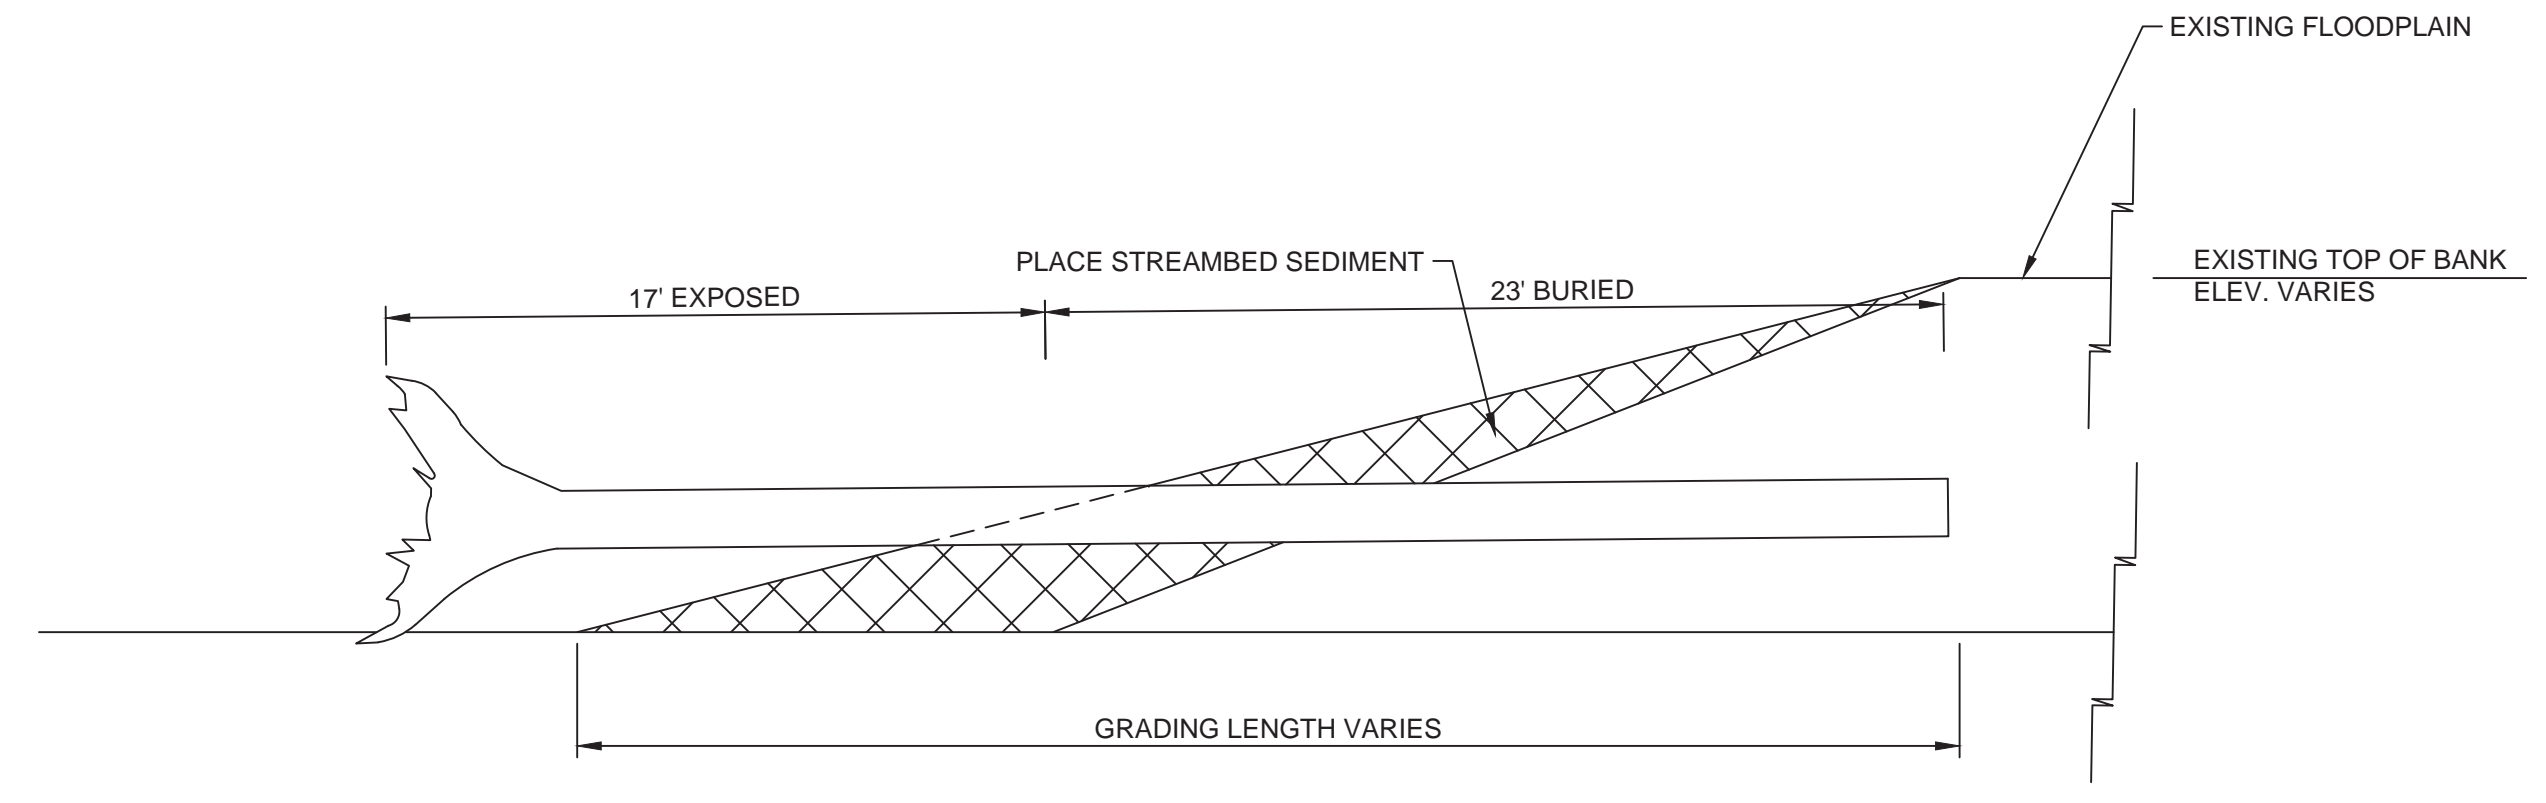 EXISTING FLOODPLAIN
PLACE STREAMBED SEDIMENT
EXISTING TOP OF BANK
ELEV. VARIES
17' EXPOSED
23' BURIED
GRADING LENGTH VARIES